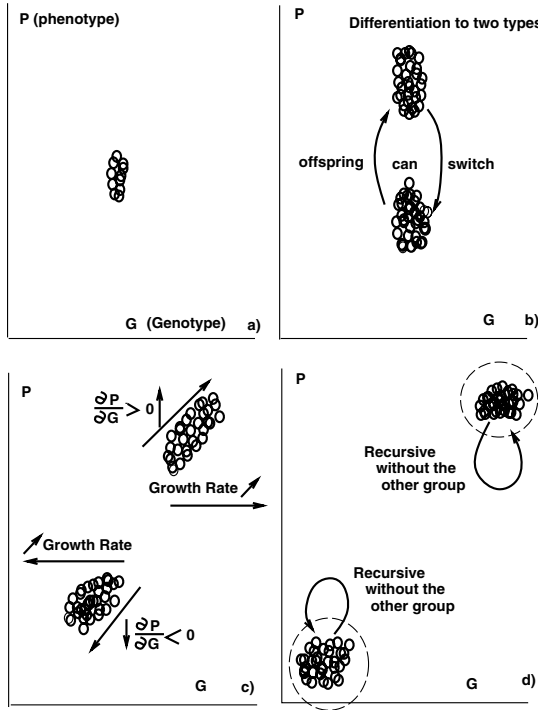 P (phenotype)
G (Genotype) a)
P
Differentiation to two types
offspring can switch
G b)
P
∂P
∂G > 0
Growth Rate
Growth Rate
∂P
∂G < 0
G c)
P
Recursive
without the
other group
Recursive
without the
other group
G d)